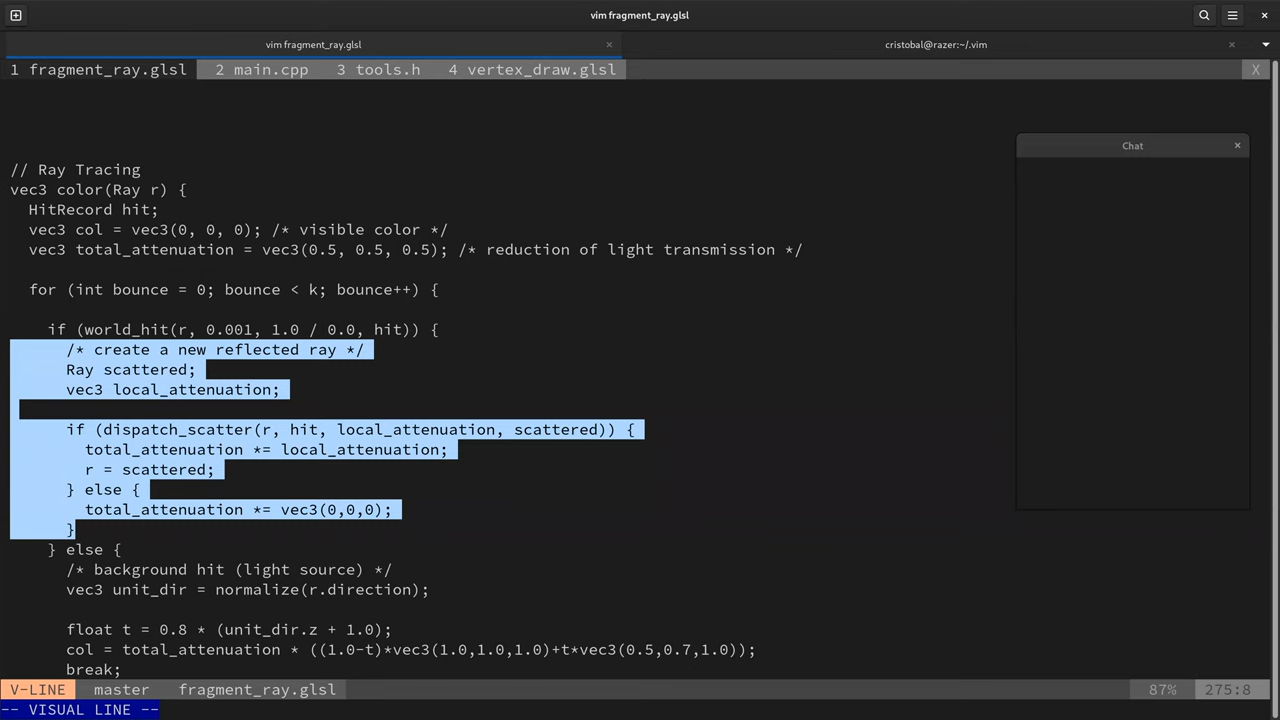 vim fragment_ray.glsl
vim fragment_ray.glsl × cristobal@razer:~/.vim ×
1 fragment_ray.glsl 2 main.cpp 3 tools.h 4 vertex_draw.glsl X
Chat ×
// Ray Tracing
vec3 color(Ray r) {
  HitRecord hit;
  vec3 col = vec3(0, 0, 0); /* visible color */
  vec3 total_attenuation = vec3(0.5, 0.5, 0.5); /* reduction of light transmission */
  for (int bounce = 0; bounce < k; bounce++) {
    if (world_hit(r, 0.001, 1.0 / 0.0, hit)) {
      /* create a new reflected ray */
      Ray scattered;
      vec3 local_attenuation;
      if (dispatch_scatter(r, hit, local_attenuation, scattered)) {
        total_attenuation *= local_attenuation;
        r = scattered;
      } else {
        total_attenuation *= vec3(0,0,0);
      }
    } else {
      /* background hit (light source) */
      vec3 unit_dir = normalize(r.direction);
      float t = 0.8 * (unit_dir.z + 1.0);
      col = total_attenuation * ((1.0-t)*vec3(1.0,1.0,1.0)+t*vec3(0.5,0.7,1.0));
      break;
V-LINE master fragment_ray.glsl 87% 275:8
-- VISUAL LINE --